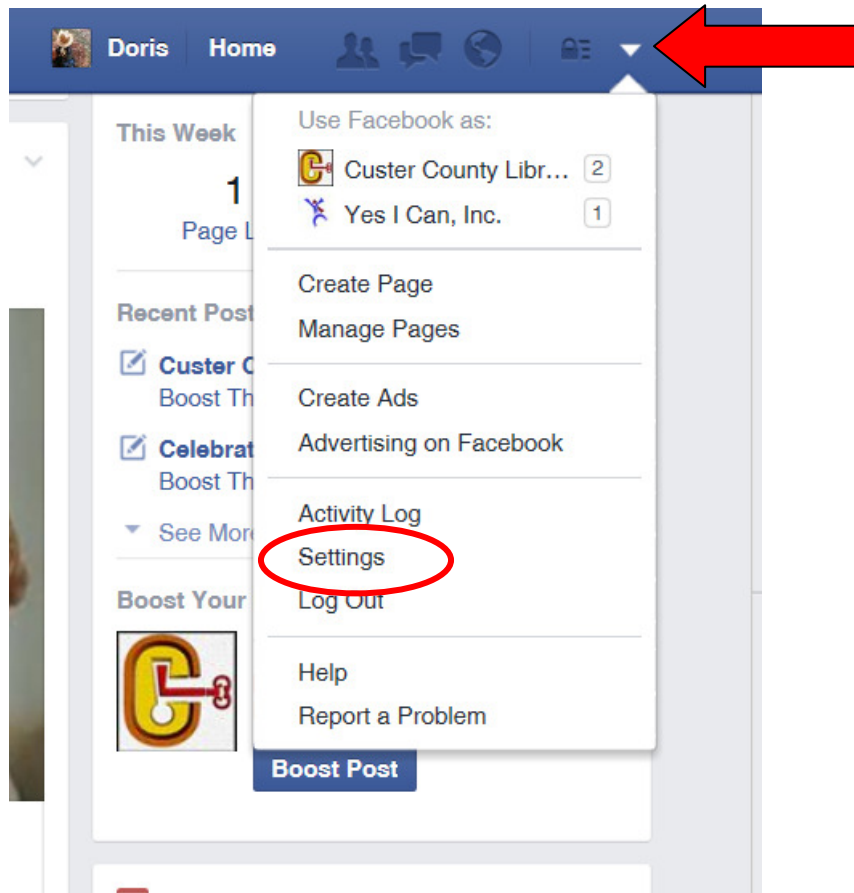 Doris Home
This Week
1
Page L
Recent Post
Custer C
Boost Th
Celebrat
Boost Th
See More
Boost Your
Use Facebook as:
Custer County Libr... 2
Yes I Can, Inc. 1
Create Page
Manage Pages
Create Ads
Advertising on Facebook
Activity Log
Settings
Log Out
Help
Report a Problem
Boost Post